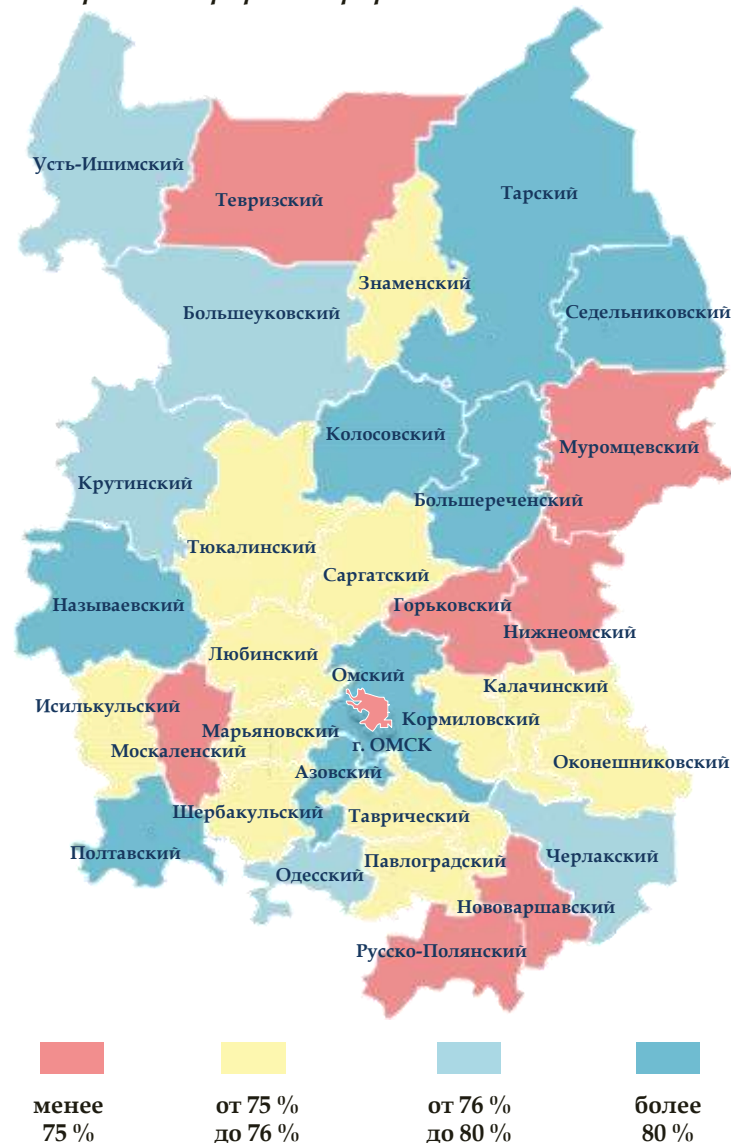 Усть-Ишимский
Тевризский
Тарский
Знаменский
Большеуковский
Седельниковский
Колосовский
Муромцевский
Крутинский
Большереченский
Тюкалинский
Саргатский
Называевский
Горьковский
Нижнеомский
Любинский
Омский
Калачинский
Исилькульский
Марьяновский
Кормиловский
Москаленский
г. ОМСК
Оконешниковский
Азовский
Шербакульский
Таврический
Полтавский
Павлоградский
Черлакский
Одесский
Нововаршавский
Русско-Полянский
менее
75 %
от 75 %
до 76 %
от 76 %
до 80 %
более
80 %